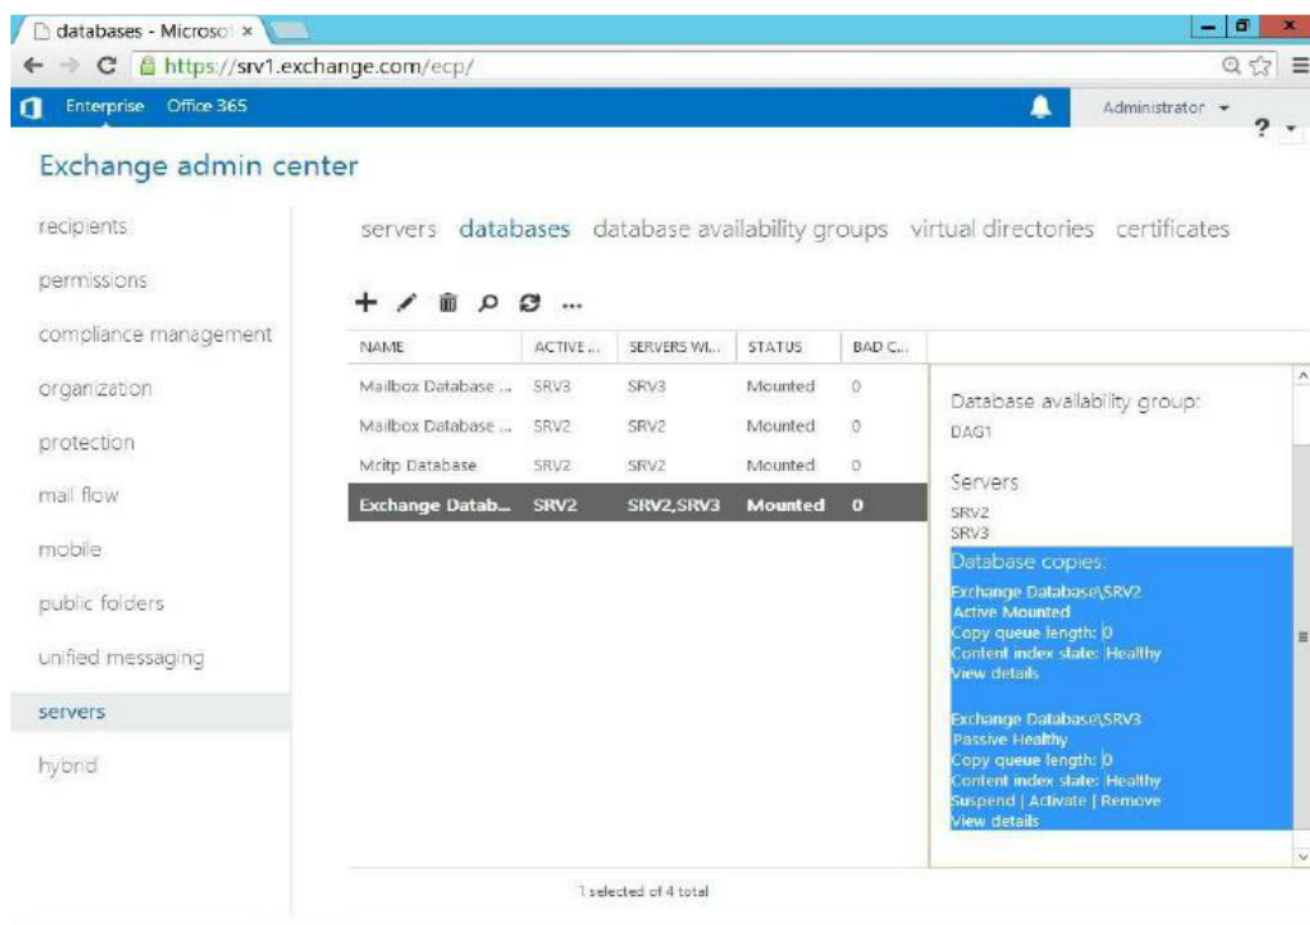 databases - Microsof
https://srv1.exchange.com/ecp/
Enterprise Office 365 Administrator
?
Exchange admin center
recipients
permissions
compliance management
organization
protection
mail flow
mobile
public folders
unified messaging
servers
hybrid
servers databases database availability groups virtual directories certificates
NAME ACTIVE ... SERVERS WI... STATUS BAD C...
Mailbox Database ... SRV3 SRV3 Mounted 0
Mailbox Database ... SRV2 SRV2 Mounted 0
Mcitp Database SRV2 SRV2 Mounted 0
Exchange Datab... SRV2 SRV2,SRV3 Mounted 0
Database availability group:
DAG1
Servers
SRV2
SRV3
Database copies:
Exchange Database\SRV2
Active Mounted
Copy queue length: 0
Content index state: Healthy
View details
Exchange Database\SRV3
Passive Healthy
Copy queue length: 0
Content index state: Healthy
Suspend | Activate | Remove
View details
1 selected of 4 total